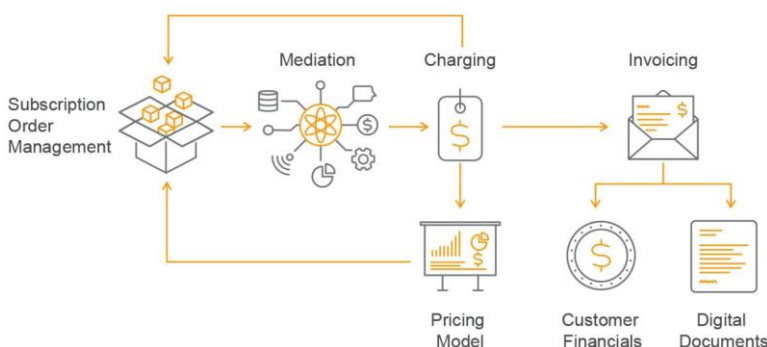 Mediation
Charging
Invoicing
Subscription
Order
Management
$
$
$
$
$
Pricing
Model
Customer
Financials
Digital
Documents